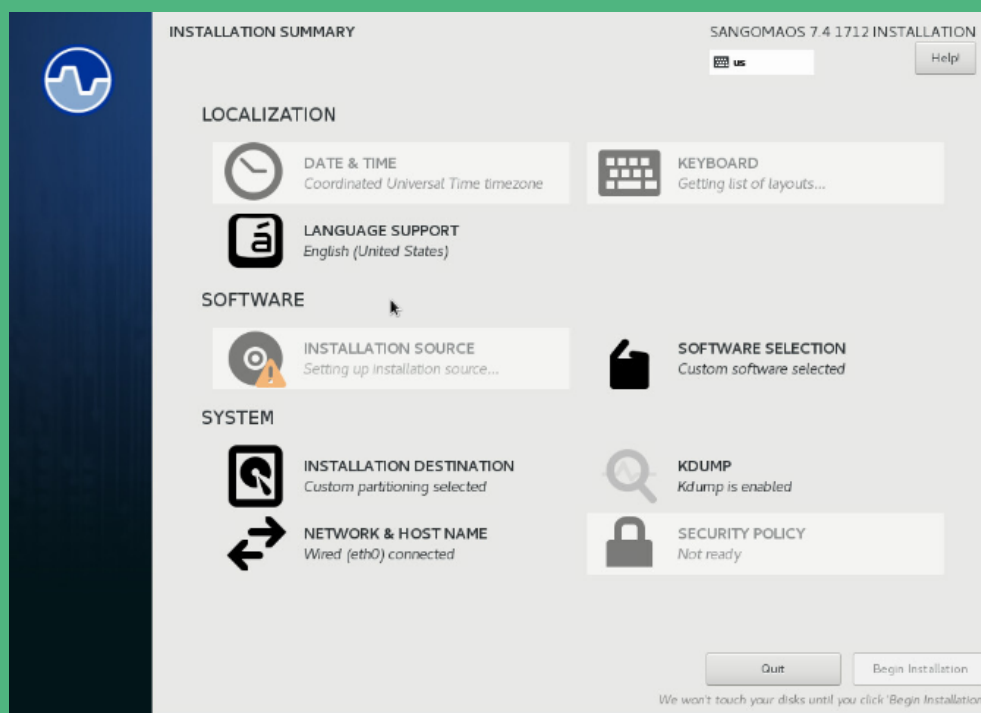 INSTALLATION SUMMARY
SANGOMAOS 7.4 1712 INSTALLATION
us
Help!
LOCALIZATION
DATE & TIME
Coordinated Universal Time timezone
KEYBOARD
Getting list of layouts...
á
LANGUAGE SUPPORT
English (United States)
SOFTWARE
INSTALLATION SOURCE
Setting up installation source...
SOFTWARE SELECTION
Custom software selected
SYSTEM
INSTALLATION DESTINATION
Custom partitioning selected
KDUMP
Kdump is enabled
NETWORK & HOST NAME
Wired (eth0) connected
SECURITY POLICY
Not ready
Quit
Begin Installation
We won't touch your disks until you click 'Begin Installation